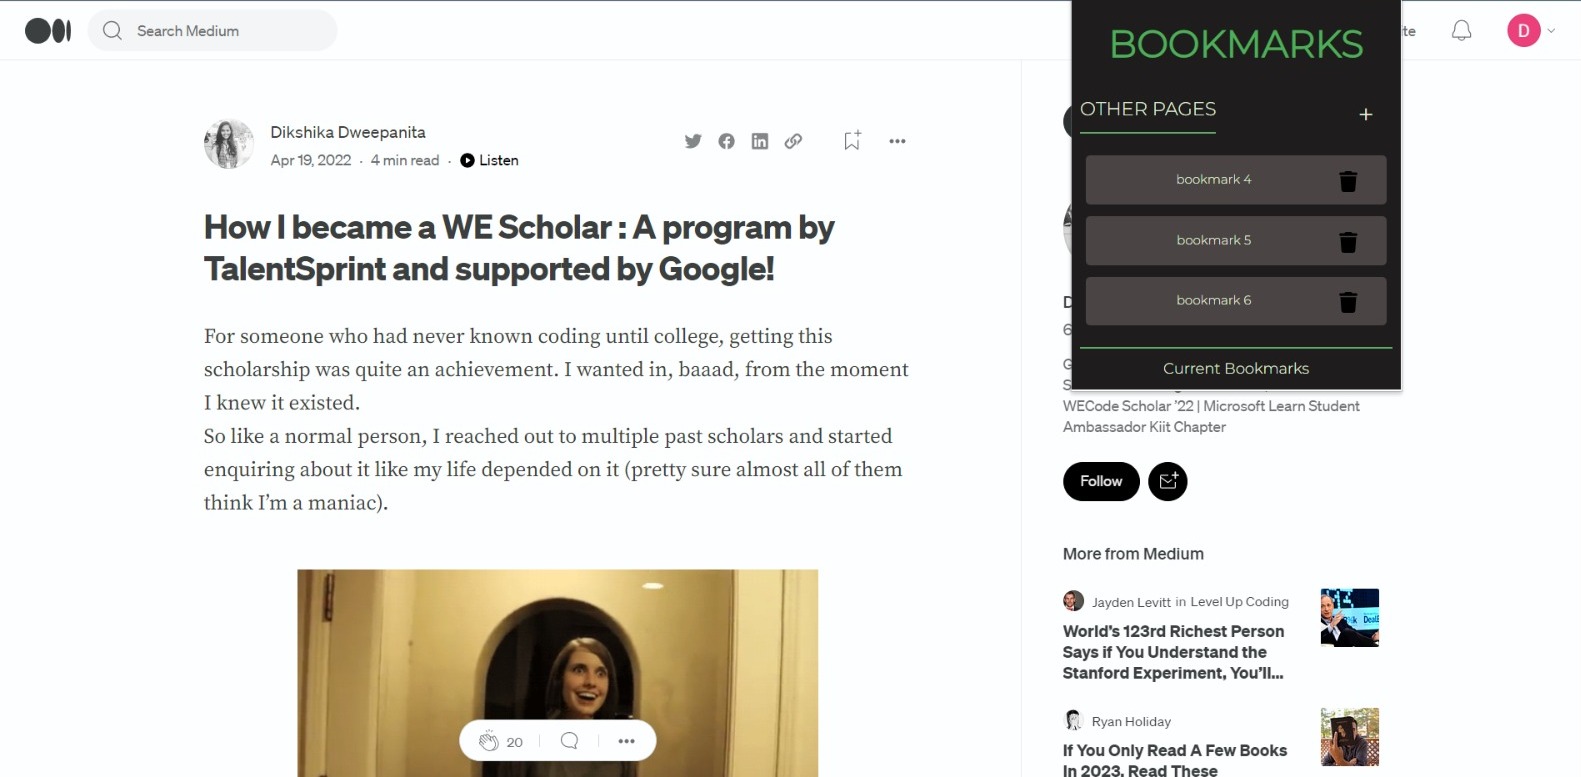 Search Medium
ite
D
BOOKMARKS
OTHER PAGES
+
bookmark 4
bookmark 5
bookmark 6
Current Bookmarks
Dikshika Dweepanita
Apr 19, 2022 · 4 min read · Listen
How I became a WE Scholar : A program by
TalentSprint and supported by Google!
For someone who had never known coding until college, getting this
scholarship was quite an achievement. I wanted in, baaad, from the moment
I knew it existed.
So like a normal person, I reached out to multiple past scholars and started
enquiring about it like my life depended on it (pretty sure almost all of them
think I'm a maniac).
20
D
6
G
S
WECode Scholar '22 | Microsoft Learn Student
Ambassador Kiit Chapter
Follow
More from Medium
Jayden Levitt in Level Up Coding
World's 123rd Richest Person
Says if You Understand the
Stanford Experiment, You'll...
Ryan Holiday
If You Only Read A Few Books
In 2023, Read These